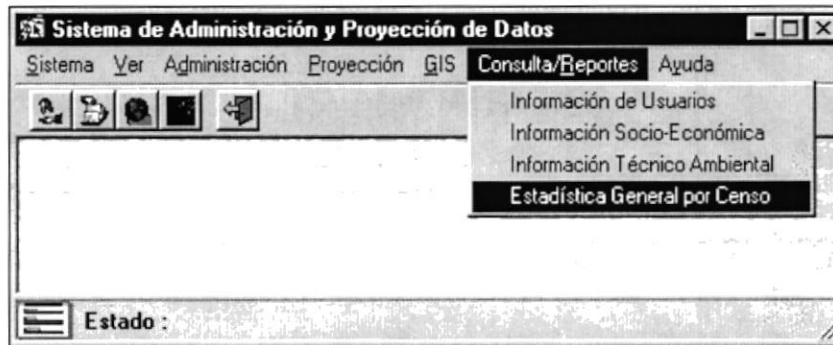 Sistema de Administración y Proyección de Datos
Sistema Ver Administración Proyección GIS Consulta/Reportes Ayuda
Información de Usuarios
Información Socio-Económica
Información Técnico Ambiental
Estadística General por Censo
Estado :